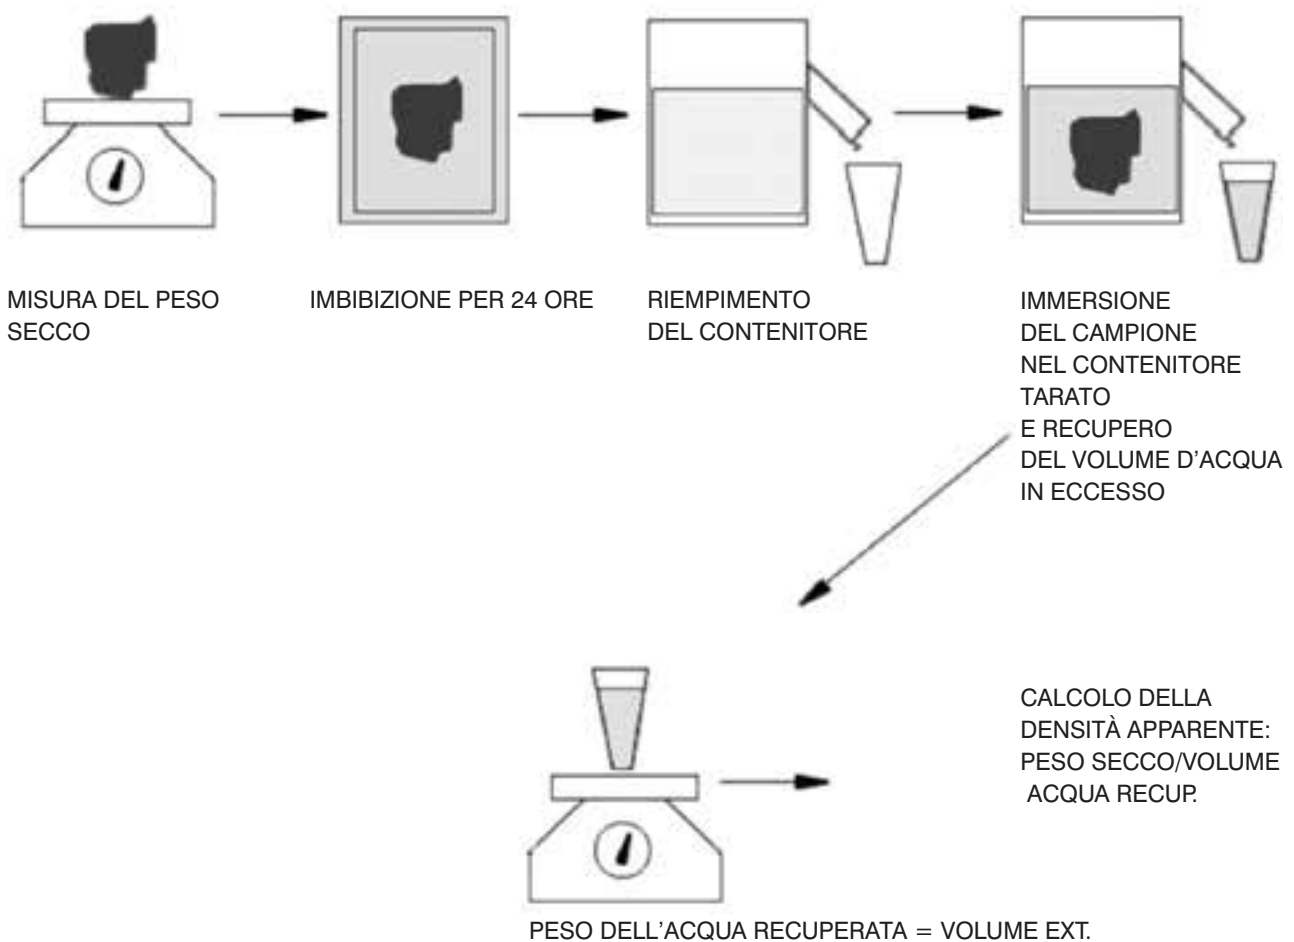 MISURA DEL PESO
SECCO
IMBIBIZIONE PER 24 ORE
RIEMPIMENTO
DEL CONTENITORE
IMMERSIONE
DEL CAMPIONE
NEL CONTENITORE
TARATO
E RECUPERO
DEL VOLUME D'ACQUA
IN ECCESSO
CALCOLO DELLA
DENSITÀ APPARENTE:
PESO SECCO/VOLUME
ACQUA RECUP.
PESO DELL'ACQUA RECUPERATA = VOLUME EXT.